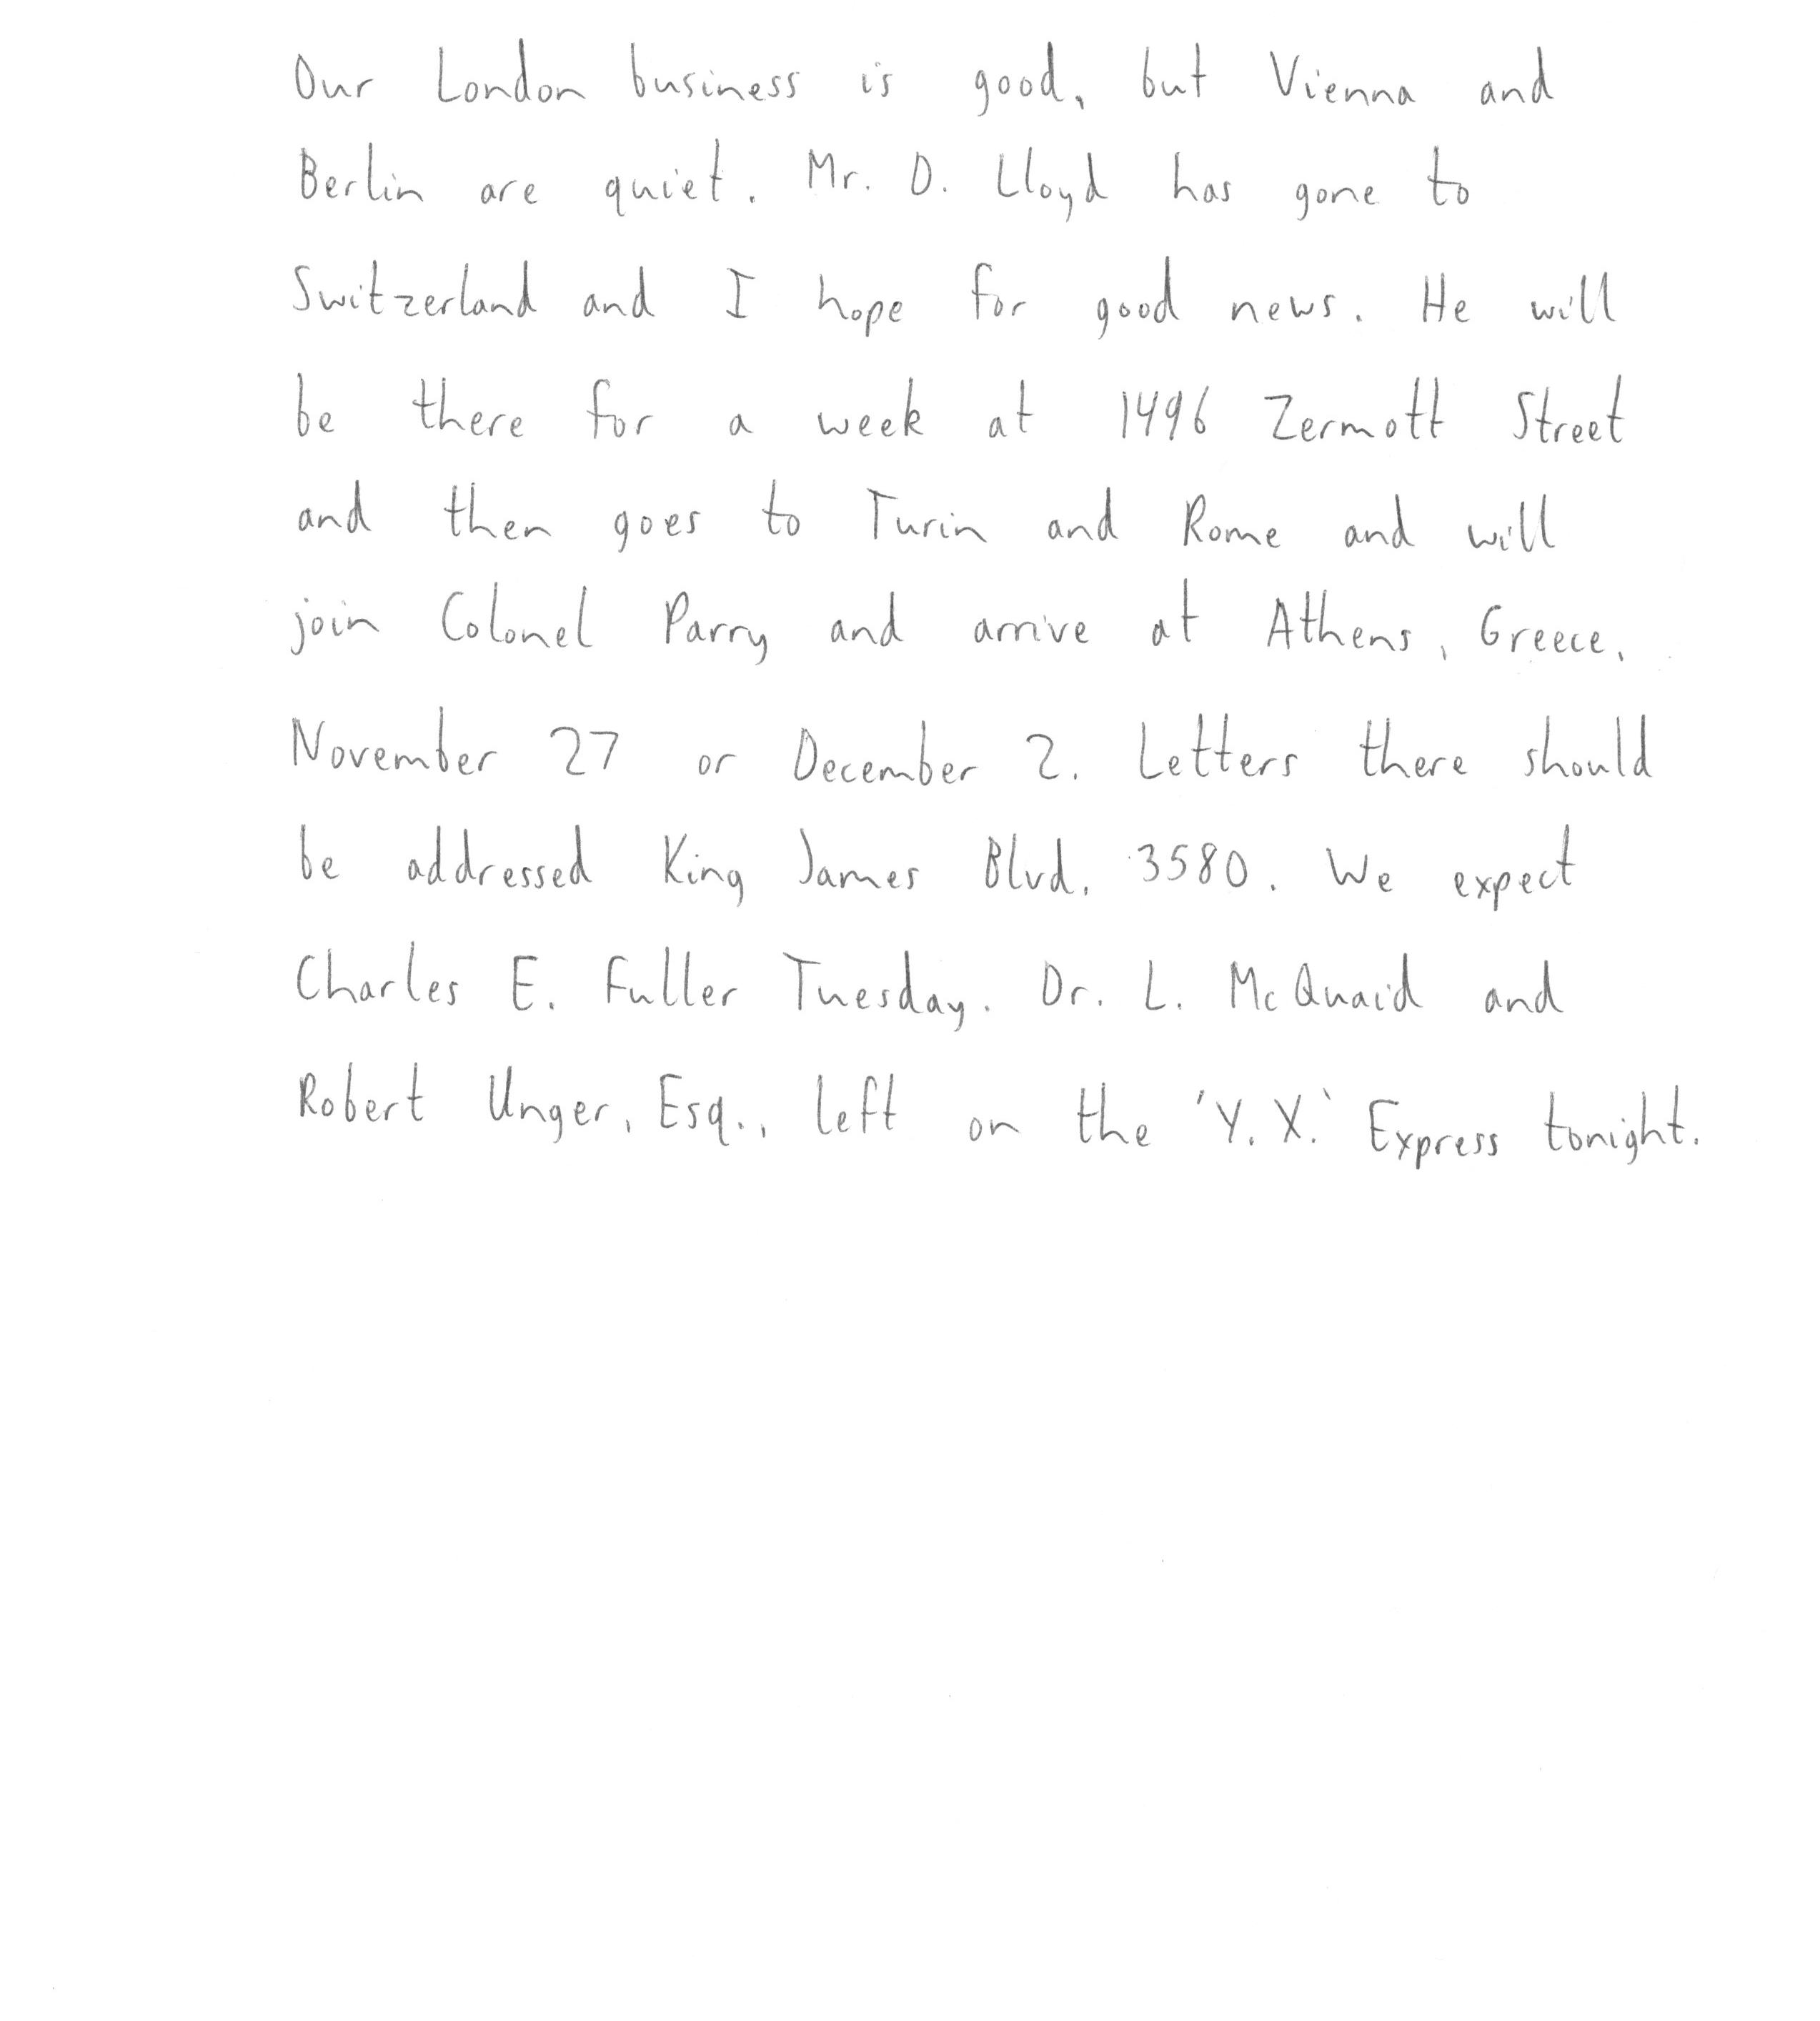 Our London business is good, but Vienna and
Berlin are quiet. Mr. D. Lloyd has gone to
Switzerland and I hope for good news. He will
be there for a week at 1496 Zermott Street
and then goes to Turin and Rome and will
join Colonel Parry and arrive at Athens, Greece,
November 27 or December 2. Letters there should
be addressed King James Blvd. 3580. We expect
Charles E. Fuller Tuesday. Dr. L. McQuaid and
Robert Unger, Esq., left on the 'Y. X.' Express tonight.